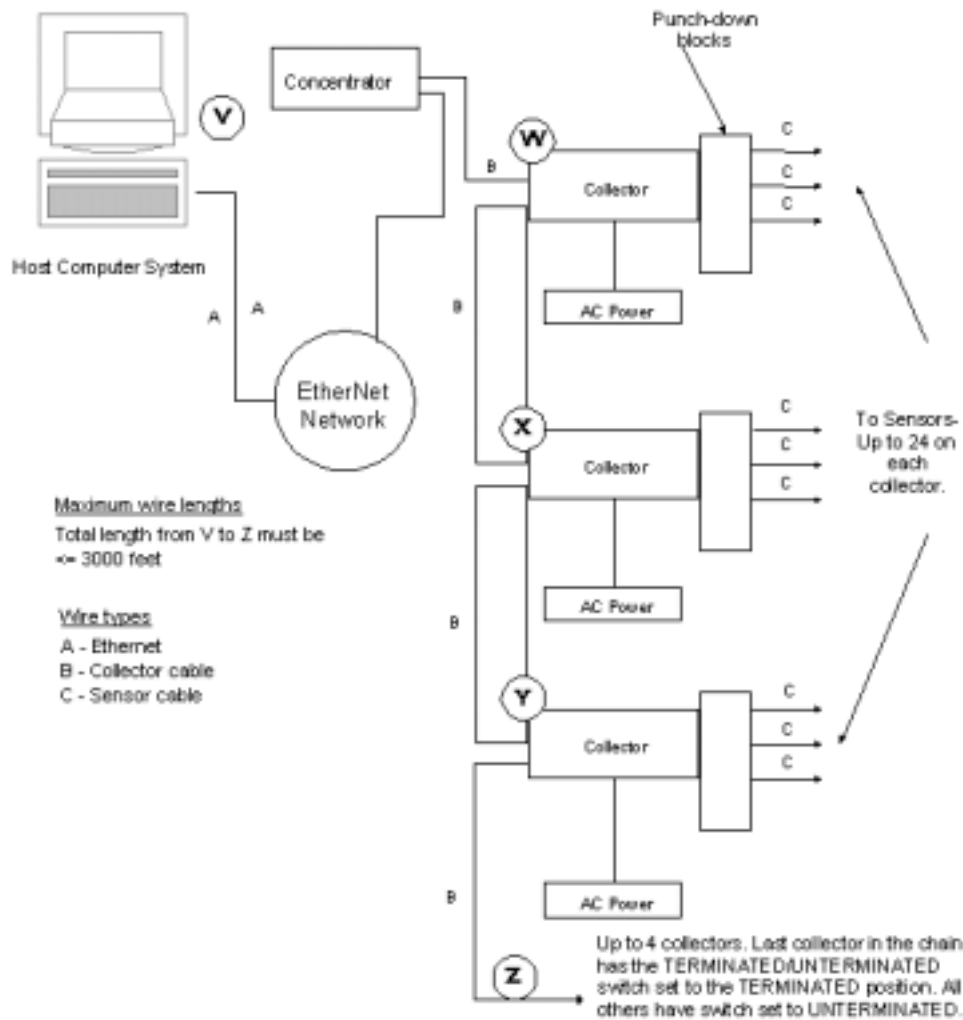 Punch-down
blocks
Concentrator
V
W
C
C
C
B
Collector
AC Power
Host Computer System
A
A
B
EtherNet
Network
X
C
C
C
Collector
AC Power
To Sensors-
Up to 24 on
each
collector.
Maximum wire lengths
Total length from V to Z must be
<= 3000 feet
Wire types
A - Ethernet
B - Collector cable
C - Sensor cable
B
Y
C
C
C
Collector
AC Power
B
Z
Up to 4 collectors. Last collector in the chain
has the TERMINATED/UNTERMINATED
switch set to the TERMINATED position. All
others have switch set to UNTERMINATED.